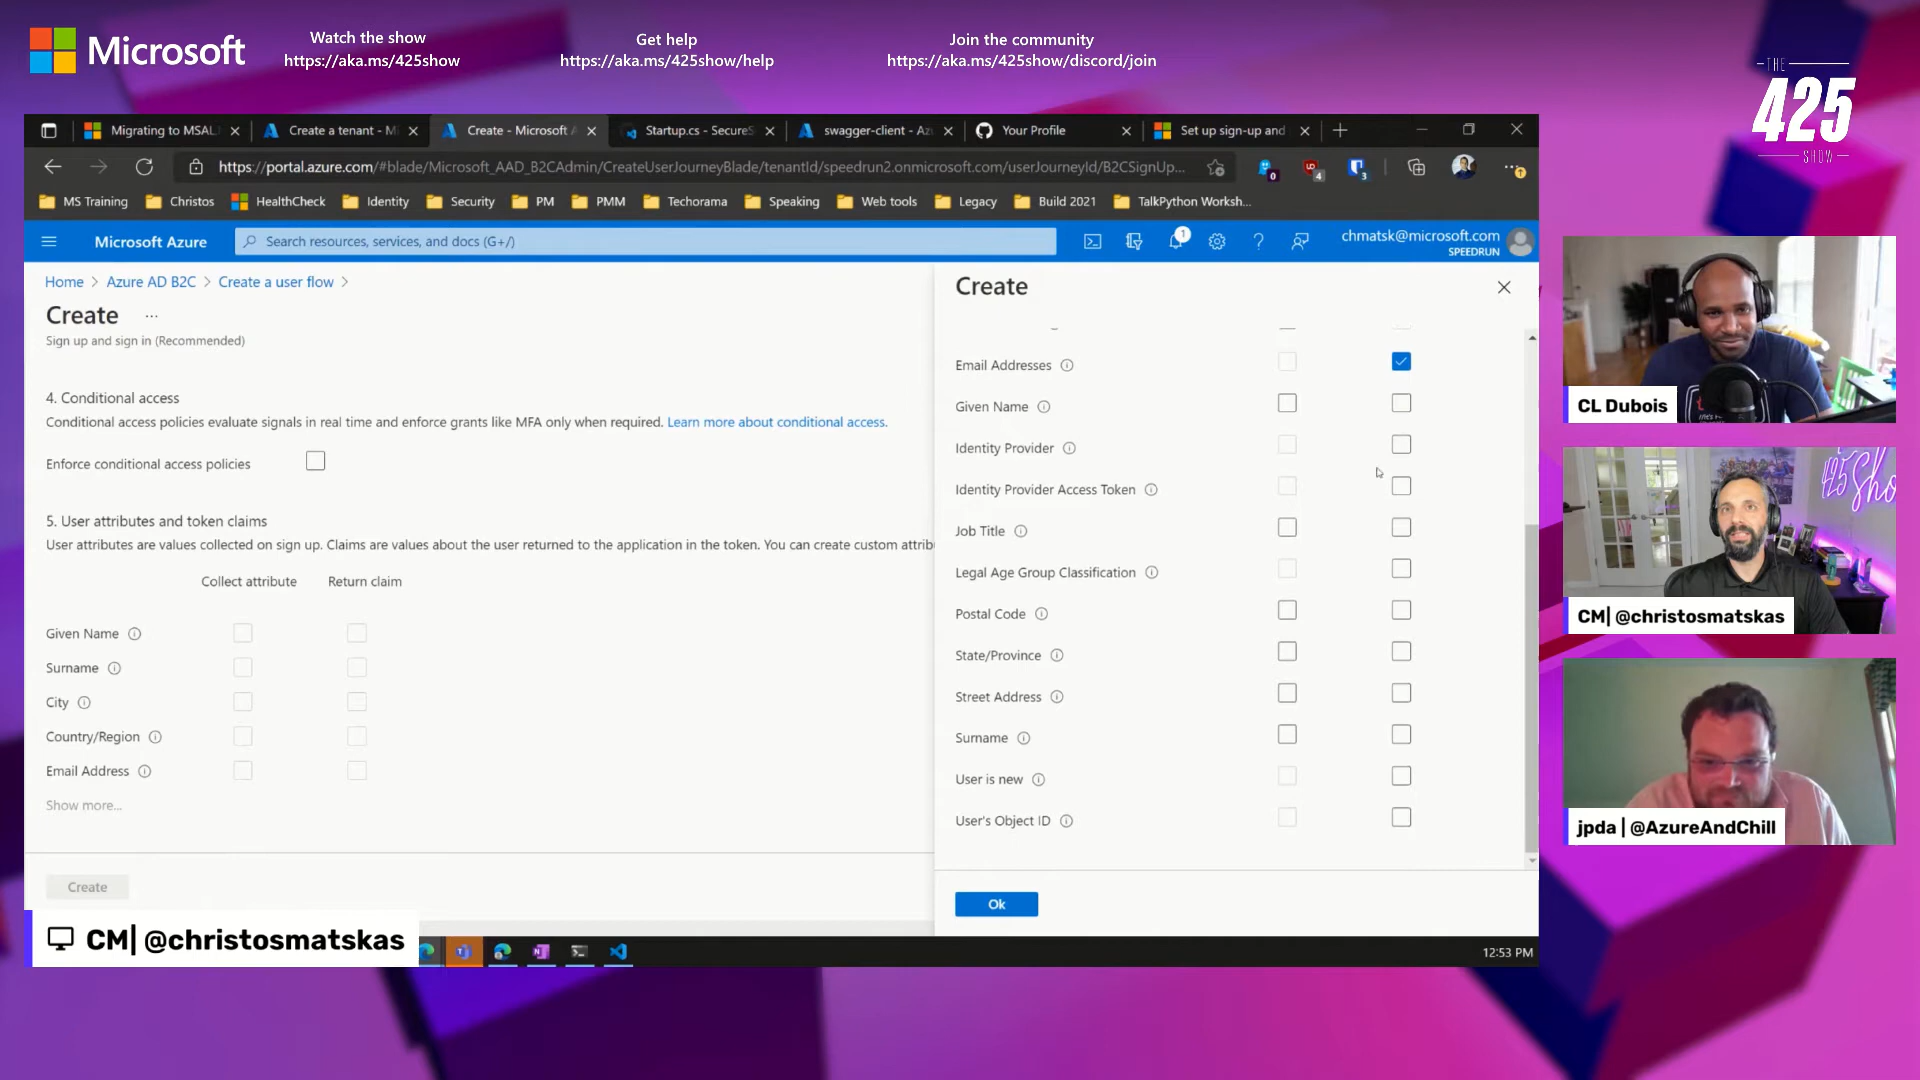 Microsoft
Watch the show
https://aka.ms/425show
Get help
https://aka.ms/425show/help
Join the community
https://aka.ms/425show/discord/join
THE
425
SHOW
Migrating to MSAL
Create a tenant - Mi
Create - Microsoft A
Startup.cs - SecureS
swagger-client - Az
Your Profile
Set up sign-up and
https://portal.azure.com/#blade/Microsoft_AAD_B2CAdmin/CreateUserJourneyBlade/tenantId/speedrun2.onmicrosoft.com/userJourneyId/B2CSignUp...
0
4
3
MS Training
Christos
HealthCheck
Identity
Security
PM
PMM
Techorama
Speaking
Web tools
Legacy
Build 2021
TalkPython Worksh...
Microsoft Azure
Search resources, services, and docs (G+/)
1
chmatsk@microsoft.com
SPEEDRUN
Home > Azure AD B2C > Create a user flow >
Create ...
Sign up and sign in (Recommended)
4. Conditional access
Conditional access policies evaluate signals in real time and enforce grants like MFA only when required. Learn more about conditional access.
Enforce conditional access policies
5. User attributes and token claims
User attributes are values collected on sign up. Claims are values about the user returned to the application in the token. You can create custom attrib
Collect attribute Return claim
Given Name
Surname
City
Country/Region
Email Address
Show more...
Create
Create
Email Addresses
Given Name
Identity Provider
Identity Provider Access Token
Job Title
Legal Age Group Classification
Postal Code
State/Province
Street Address
Surname
User is new
User's Object ID
Ok
CM| @christosmatskas
12:53 PM
CL Dubois
425 Sho
CM| @christosmatskas
jpda | @AzureAndChill